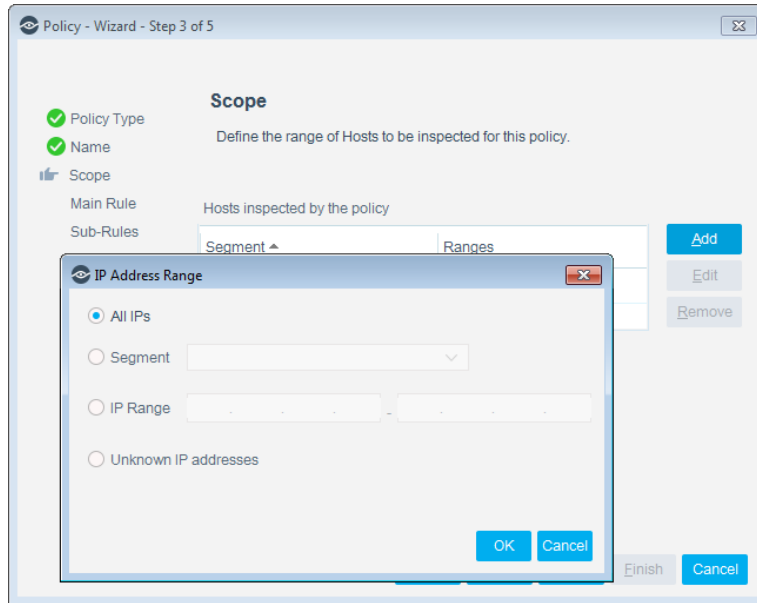 Policy - Wizard - Step 3 of 5
Scope
Define the range of Hosts to be inspected for this policy.
Policy Type
Name
Scope
Main Rule
Sub-Rules
Hosts inspected by the policy
Segment Ranges
Add
Edit
Remove
IP Address Range
All IPs
Segment
IP Range . . . - . . .
Unknown IP addresses
OK Cancel
Finish Cancel